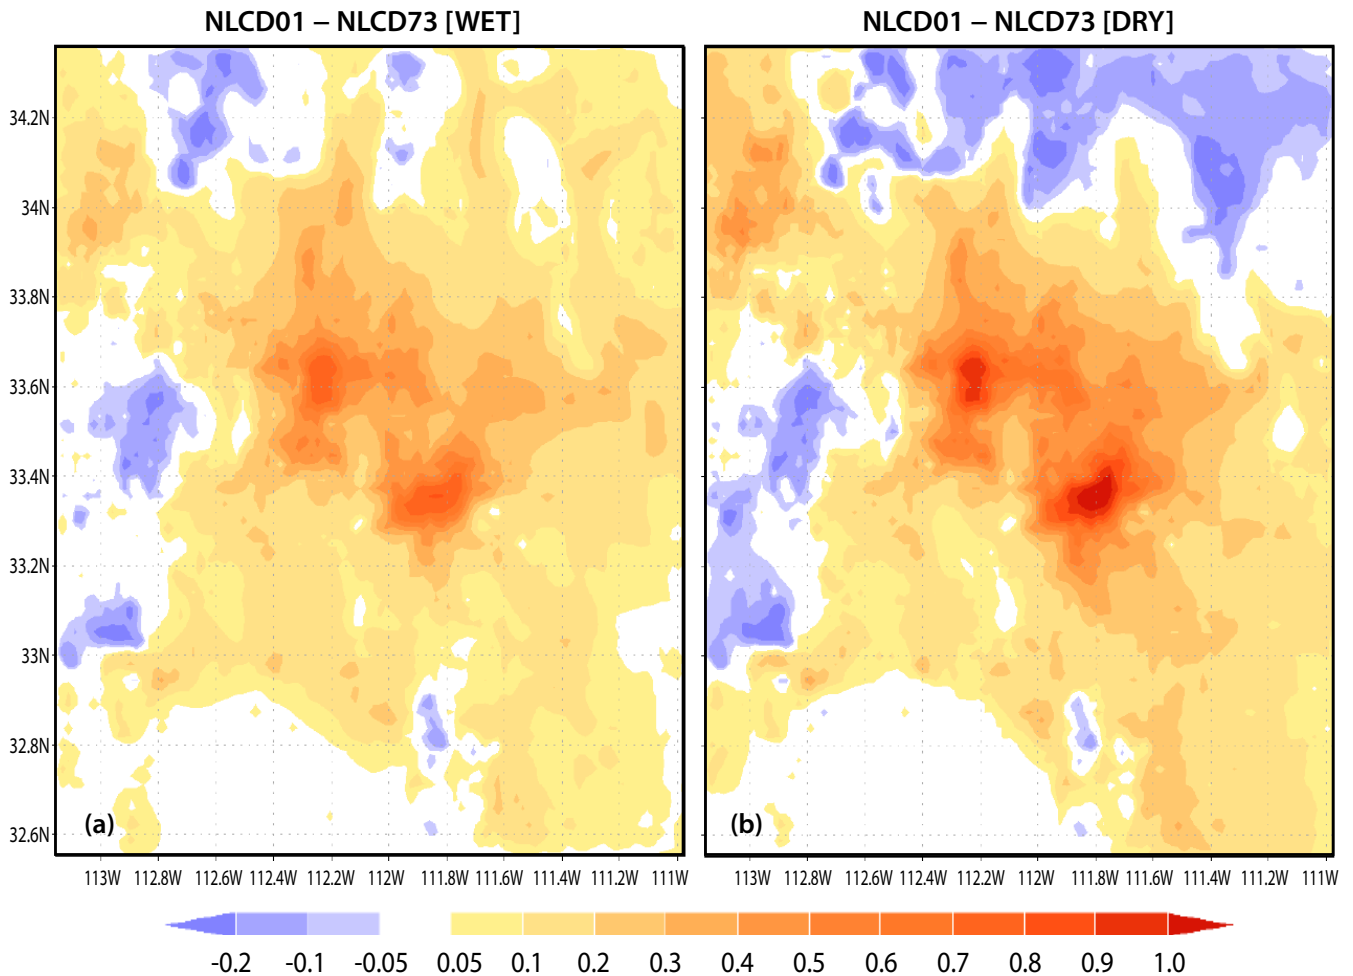 NLCD01 – NLCD73 [WET]
NLCD01 – NLCD73 [DRY]
34.2N
34N
33.8N
33.6N
33.4N
33.2N
33N
32.8N
32.6N
(a)
(b)
113W 112.8W 112.6W 112.4W 112.2W 112W 111.8W 111.6W 111.4W 111.2W 111W
113W 112.8W 112.6W 112.4W 112.2W 112W 111.8W 111.6W 111.4W 111.2W 111W
-0.2 -0.1 -0.05 0.05 0.1 0.2 0.3 0.4 0.5 0.6 0.7 0.8 0.9 1.0